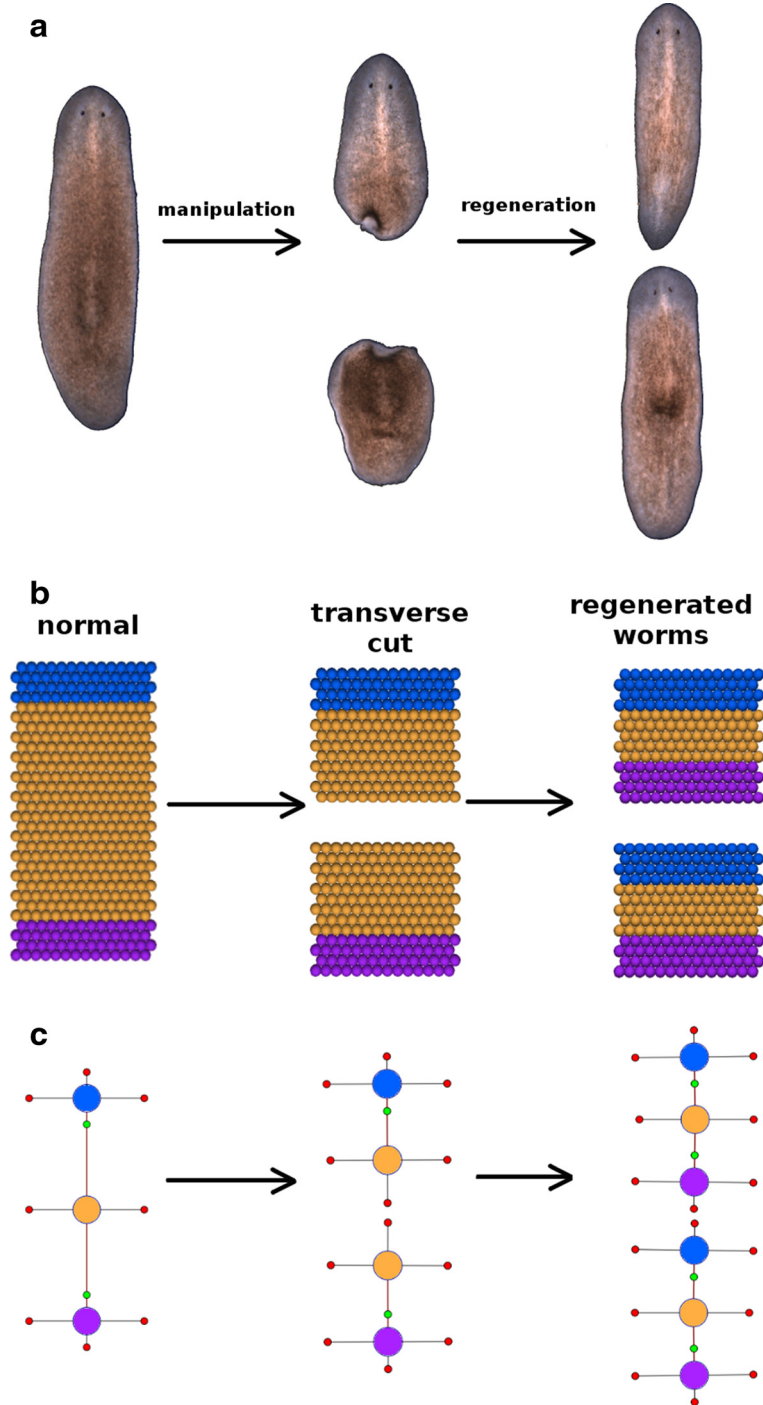 a
manipulation
regeneration
b
normal
transverse
cut
regenerated
worms
c